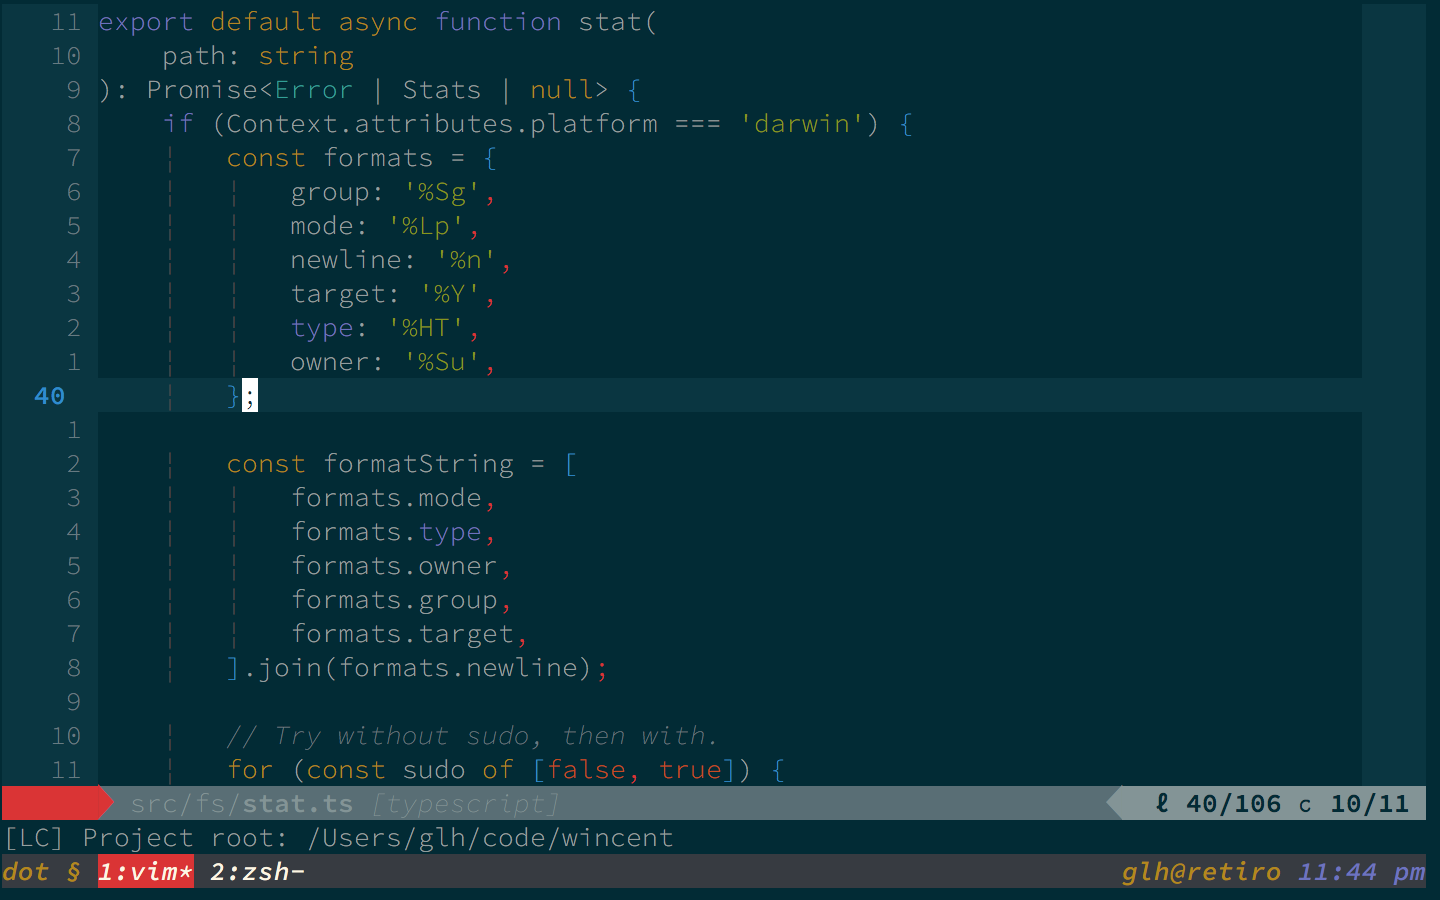 11 export default async function stat(
10     path: string
9 ): Promise<Error | Stats | null> {
8     if (Context.attributes.platform === 'darwin') {
7     ¦   const formats = {
6     ¦   ¦   group: '%Sg',
5     ¦   ¦   mode: '%Lp',
4     ¦   ¦   newline: '%n',
3     ¦   ¦   target: '%Y',
2     ¦   ¦   type: '%HT',
1     ¦   ¦   owner: '%Su',
40     ¦   };
1
2     ¦   const formatString = [
3     ¦   ¦   formats.mode,
4     ¦   ¦   formats.type,
5     ¦   ¦   formats.owner,
6     ¦   ¦   formats.group,
7     ¦   ¦   formats.target,
8     ¦   ].join(formats.newline);
9
10     ¦   // Try without sudo, then with.
11     ¦   for (const sudo of [false, true]) {
src/fs/stat.ts [typescript] ℓ 40/106 c 10/11
[LC] Project root: /Users/glh/code/wincent
dot § 1:vim* 2:zsh- glh@retiro 11:44 pm